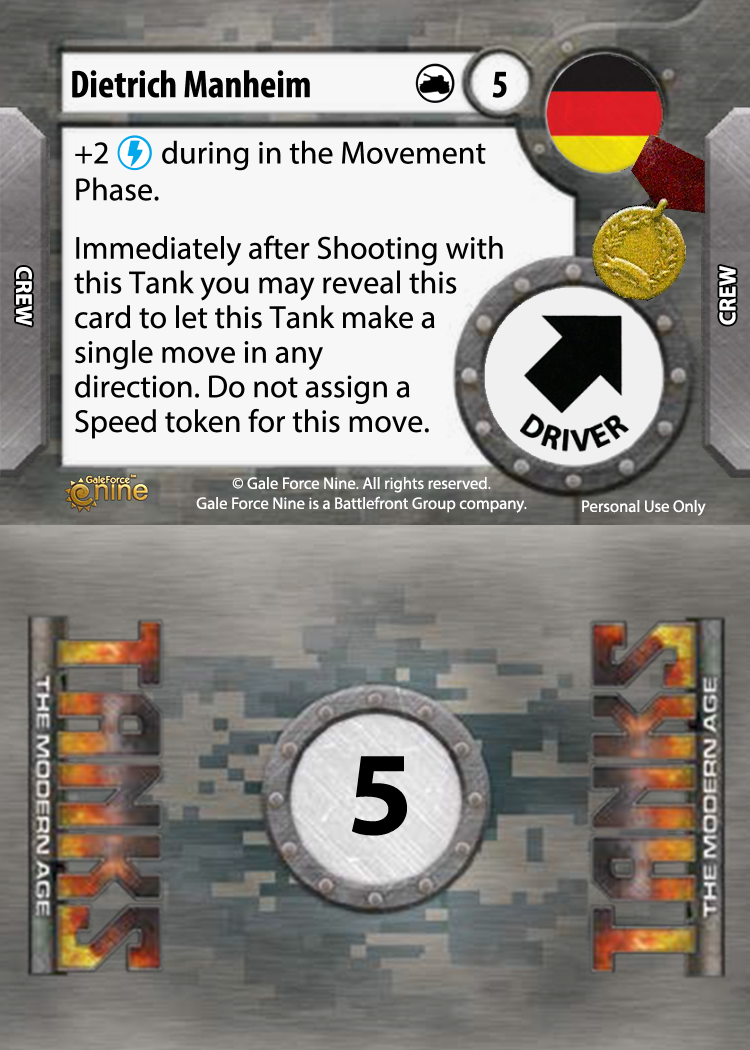 Dietrich Manheim
5
+2 during in the Movement
Phase.
Immediately after Shooting with
this Tank you may reveal this
card to let this Tank make a
single move in any
direction. Do not assign a
Speed token for this move.
DRIVER
CREW
CREW
GaleForce™
nine
© Gale Force Nine. All rights reserved.
Gale Force Nine is a Battlefront Group company.
Personal Use Only
TANKS
THE MODERN AGE
5
TANKS
THE MODERN AGE